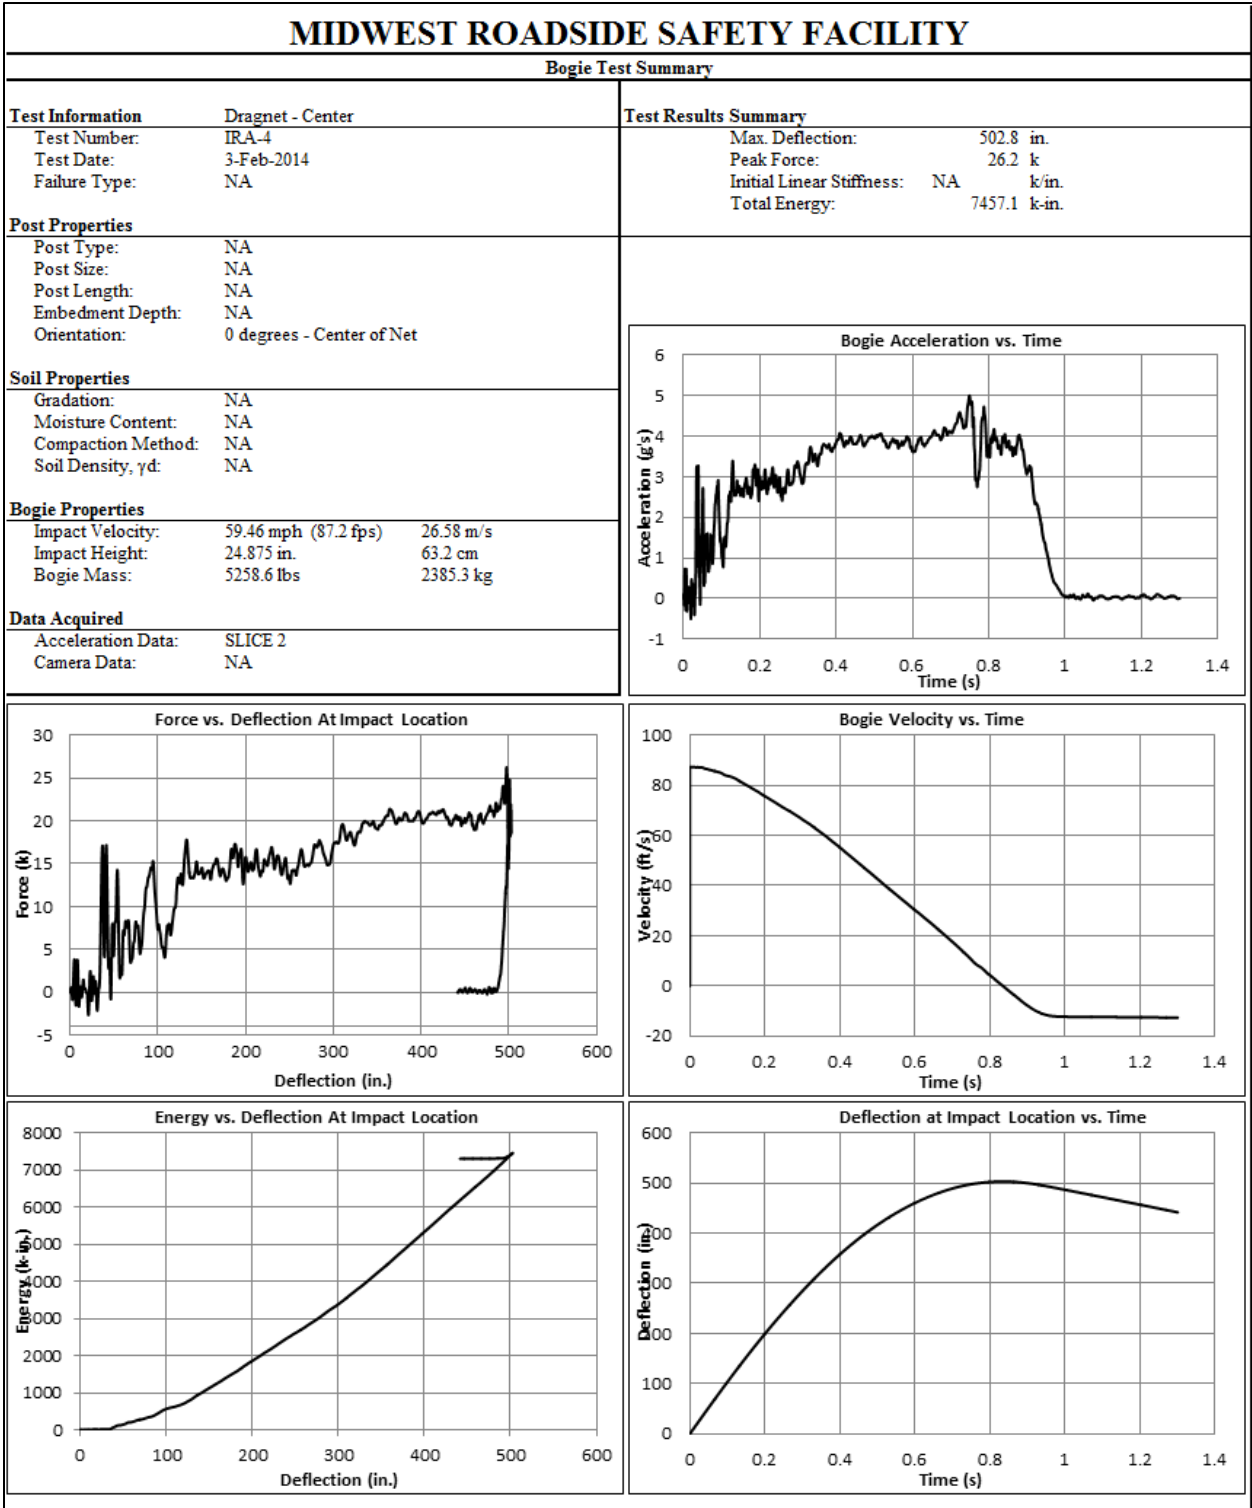 MIDWEST ROADSIDE SAFETY FACILITY
Bogie Test Summary
Test Information Dragnet - Center
Test Number: IRA-4
Test Date: 3-Feb-2014
Failure Type: NA
Post Properties
Post Type: NA
Post Size: NA
Post Length: NA
Embedment Depth: NA
Orientation: 0 degrees - Center of Net
Soil Properties
Gradation: NA
Moisture Content: NA
Compaction Method: NA
Soil Density, γd: NA
Bogie Properties
Impact Velocity: 59.46 mph (87.2 fps) 26.58 m/s
Impact Height: 24.875 in. 63.2 cm
Bogie Mass: 5258.6 lbs 2385.3 kg
Data Acquired
Acceleration Data: SLICE 2
Camera Data: NA
Test Results Summary
Max. Deflection: 502.8 in.
Peak Force: 26.2 k
Initial Linear Stiffness: NA k/in.
Total Energy: 7457.1 k-in.
Bogie Acceleration vs. Time
6
5
4
3
2
1
0
-1
Acceleration (g's)
0 0.2 0.4 0.6 0.8 1 1.2 1.4
Time (s)
Force vs. Deflection At Impact Location
30
25
20
15
10
5
0
-5
Force (k)
0 100 200 300 400 500 600
Deflection (in.)
Bogie Velocity vs. Time
100
80
60
40
20
0
-20
Velocity (ft/s)
0 0.2 0.4 0.6 0.8 1 1.2 1.4
Time (s)
Energy vs. Deflection At Impact Location
8000
7000
6000
5000
4000
3000
2000
1000
0
Energy (k-in.)
0 100 200 300 400 500 600
Deflection (in.)
Deflection at Impact Location vs. Time
600
500
400
300
200
100
0
Deflection (in.)
0 0.2 0.4 0.6 0.8 1 1.2 1.4
Time (s)